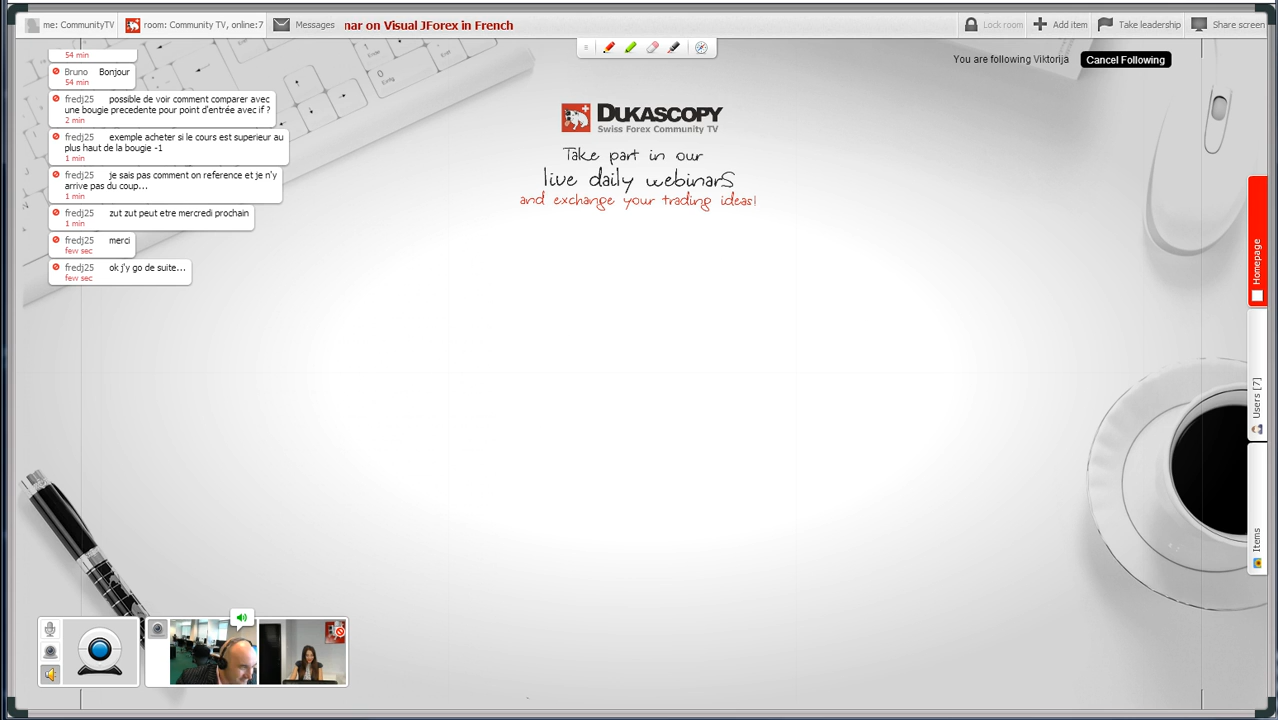 me: CommunityTV
room: Community TV, online:7
Messages
nar on Visual JForex in French
Lock room
Add item
Take leadership
Share screen
You are following Viktorija
Cancel Following
54 min
Bruno Bonjour
54 min
fredj25 possible de voir comment comparer avec
une bougie precedente pour point d'entrée avec if ?
2 min
fredj25 exemple acheter si le cours est superieur au
plus haut de la bougie -1
1 min
fredj25 je sais pas comment on reference et je n'y
arrive pas du coup...
1 min
fredj25 zut zut peut etre mercredi prochain
1 min
fredj25 merci
few sec
fredj25 ok j'y go de suite...
few sec
DUKASCOPY
Swiss Forex Community TV
Take part in our
live daily webinars
and exchange your trading ideas!
Homepage
Users [7]
Items